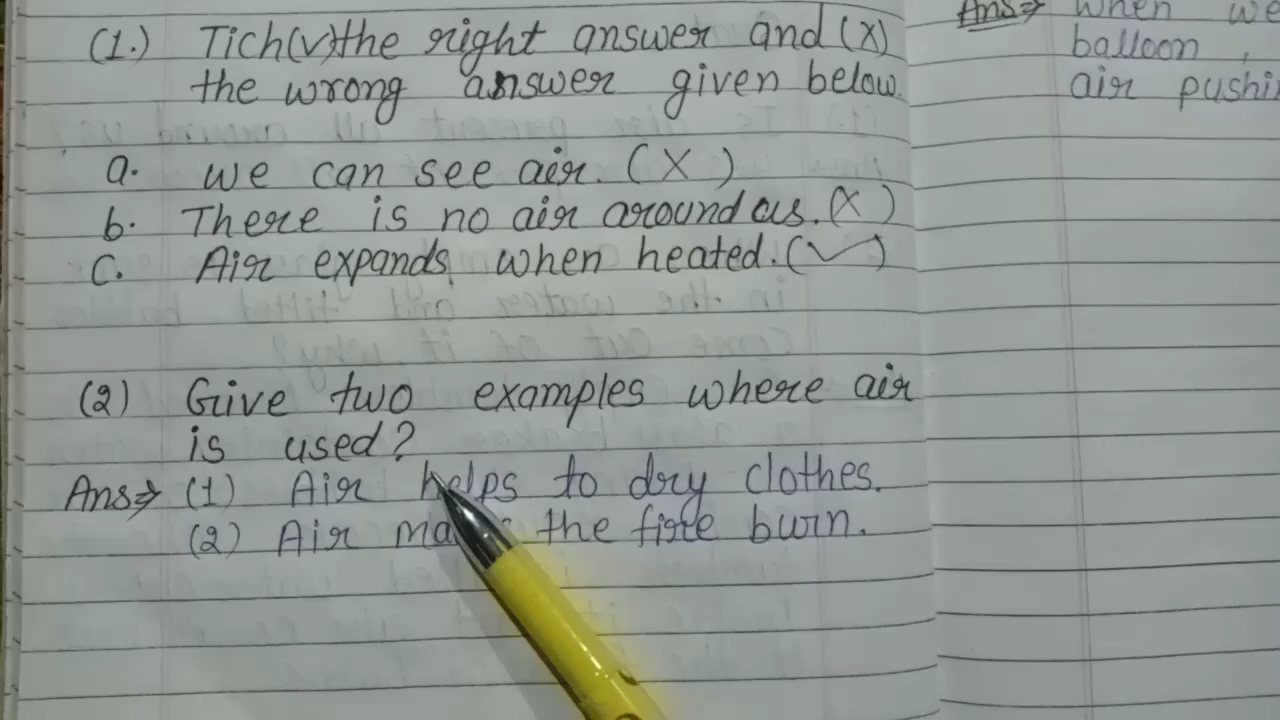 (1.) Tich(v)the right answer and (x)
the wrong answer given below.
a. we can see air. (X)
b. There is no air around us. (X)
c. Air expands when heated. (✓)
(2) Give two examples where air
is used?
Ans⇒ (1) Air helps to dry clothes.
(2) Air the fire burn.
Ans⇒ when we
balloon,
air